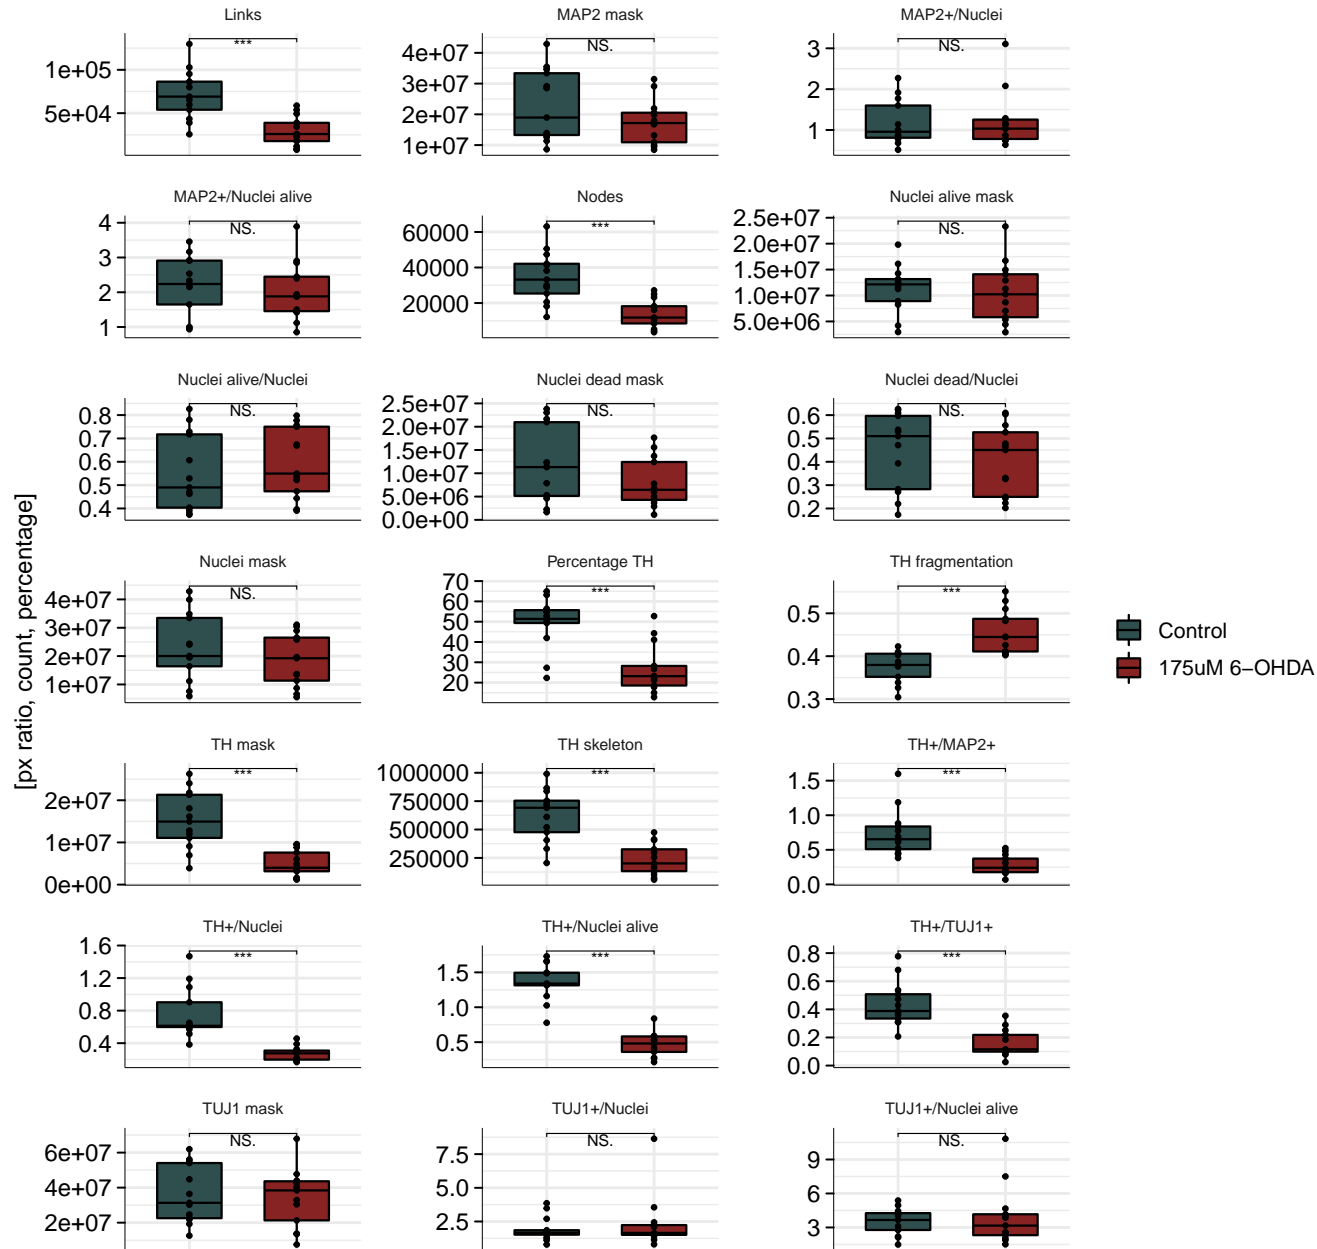 Links
MAP2 mask
MAP2+/Nuclei
***
NS.
NS.
1e+05
5e+04
4e+07
3e+07
2e+07
1e+07
3
2
1
MAP2+/Nuclei alive
Nodes
Nuclei alive mask
NS.
***
NS.
4
3
2
1
60000
40000
20000
2.5e+07
2.0e+07
1.5e+07
1.0e+07
5.0e+06
Nuclei alive/Nuclei
Nuclei dead mask
Nuclei dead/Nuclei
NS.
NS.
NS.
0.8
0.7
0.6
0.5
0.4
2.5e+07
2.0e+07
1.5e+07
1.0e+07
5.0e+06
0.0e+00
0.6
0.5
0.4
0.3
0.2
[px ratio, count, percentage]
Nuclei mask
Percentage TH
TH fragmentation
NS.
***
***
4e+07
3e+07
2e+07
1e+07
70
60
50
40
30
20
0.5
0.4
0.3
Control
175uM 6−OHDA
TH mask
TH skeleton
TH+/MAP2+
***
***
***
2e+07
1e+07
0e+00
1000000
750000
500000
250000
1.5
1.0
0.5
0.0
TH+/Nuclei
TH+/Nuclei alive
TH+/TUJ1+
***
***
***
1.6
1.2
0.8
0.4
1.5
1.0
0.5
0.8
0.6
0.4
0.2
0.0
TUJ1 mask
TUJ1+/Nuclei
TUJ1+/Nuclei alive
NS.
NS.
NS.
6e+07
4e+07
2e+07
7.5
5.0
2.5
9
6
3